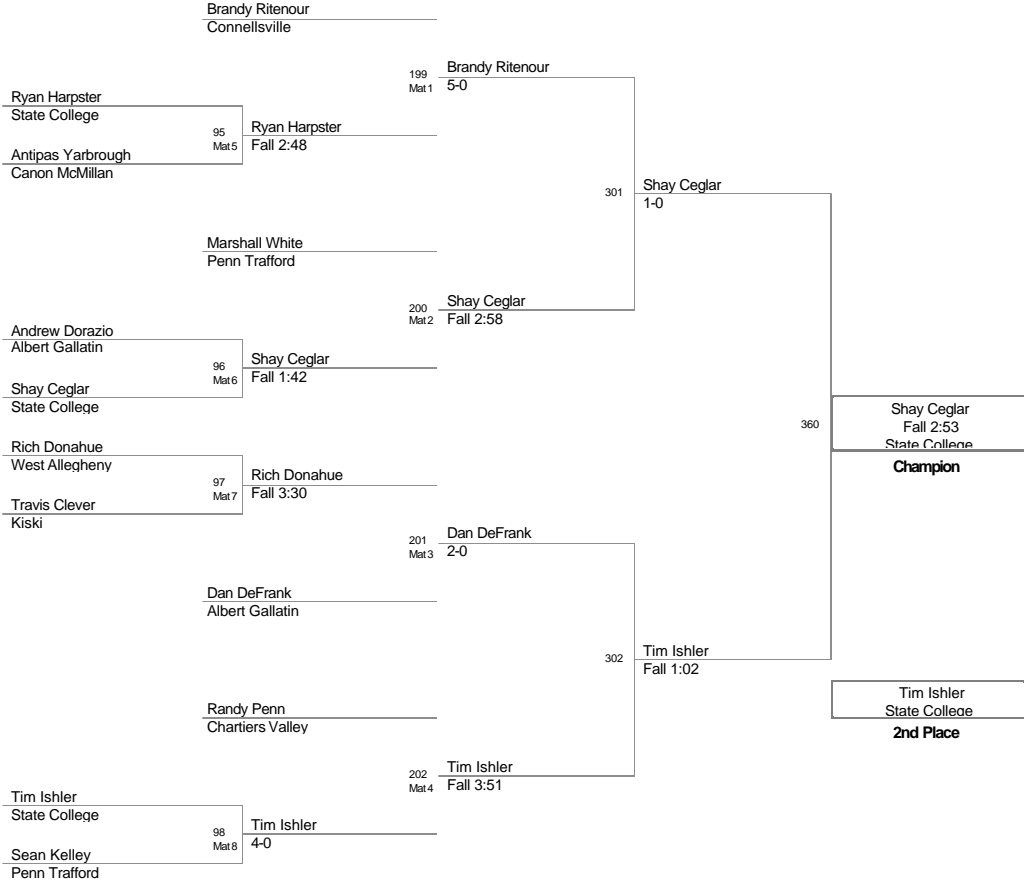 Brandy Ritenour
Connellsville
199
Mat 1
Brandy Ritenour
5-0
Ryan Harpster
State College
95
Mat 5
Ryan Harpster
Fall 2:48
Antipas Yarbrough
Canon McMillan
301
Shay Ceglar
1-0
Marshall White
Penn Trafford
200
Mat 2
Shay Ceglar
Fall 2:58
Andrew Dorazio
Albert Gallatin
96
Mat 6
Shay Ceglar
Fall 1:42
Shay Ceglar
State College
360
Shay Ceglar
Fall 2:53
State College
Champion
Rich Donahue
West Allegheny
97
Mat 7
Rich Donahue
Fall 3:30
Travis Clever
Kiski
201
Mat 3
Dan DeFrank
2-0
Dan DeFrank
Albert Gallatin
302
Tim Ishler
Fall 1:02
Tim Ishler
State College
2nd Place
Randy Penn
Chartiers Valley
202
Mat 4
Tim Ishler
Fall 3:51
Tim Ishler
State College
98
Mat 8
Tim Ishler
4-0
Sean Kelley
Penn Trafford